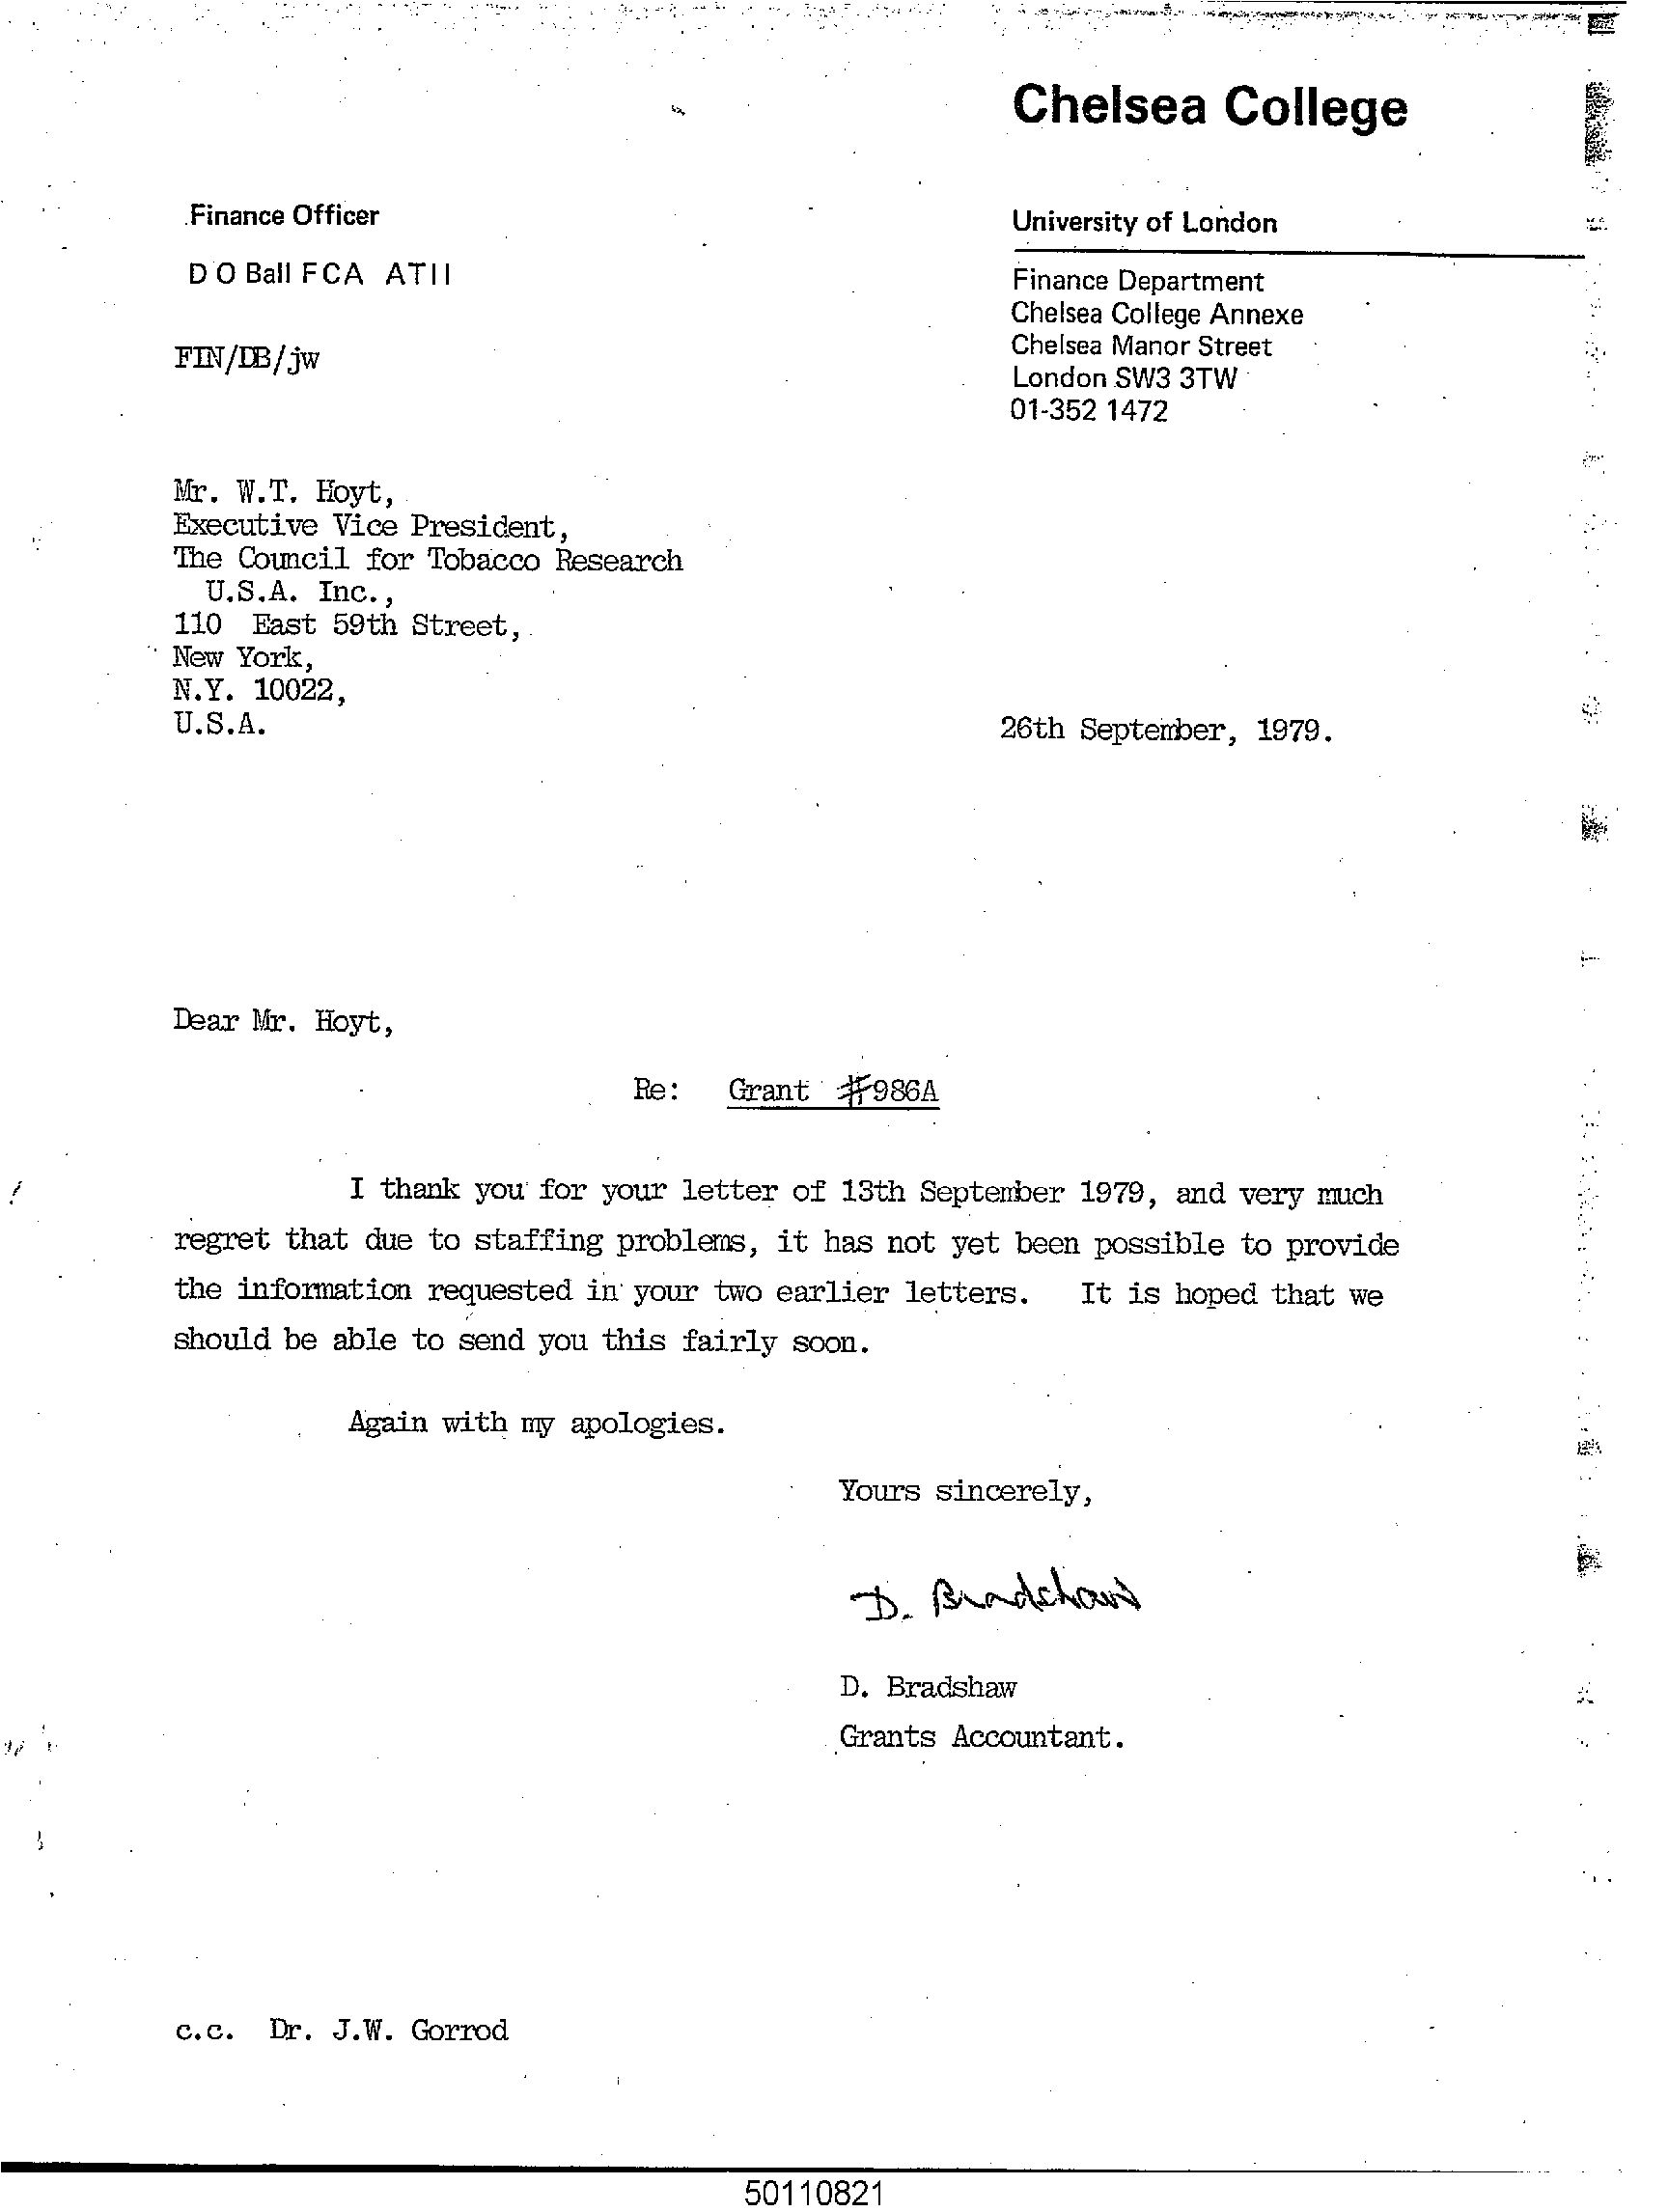 Chelsea College
Finance Officer
University of London
D O Ball FCA ATII
Finance Department
Chelsea College Annexe
Chelsea Manor Street
London SW3 3TW
01-352 1472
FIN/DB/jw
Mr. W.T. Hoyt,
Executive Vice President,
The Council for Tobacco Research
U.S.A. Inc.,
110 East 59th Street,
New York,
N.Y. 10022,
U.S.A.
26th September, 1979.
Dear Mr. Hoyt,
Re: Grant #986A
I thank you for your letter of 13th September 1979, and very much
regret that due to staffing problems, it has not yet been possible to provide
the information requested in your two earlier letters. It is hoped that we
should be able to send you this fairly soon.
Again with my apologies.
Yours sincerely,
D. Bradshaw
D. Bradshaw
Grants Accountant.
c.c. Dr. J.W. Gorrod
50110821